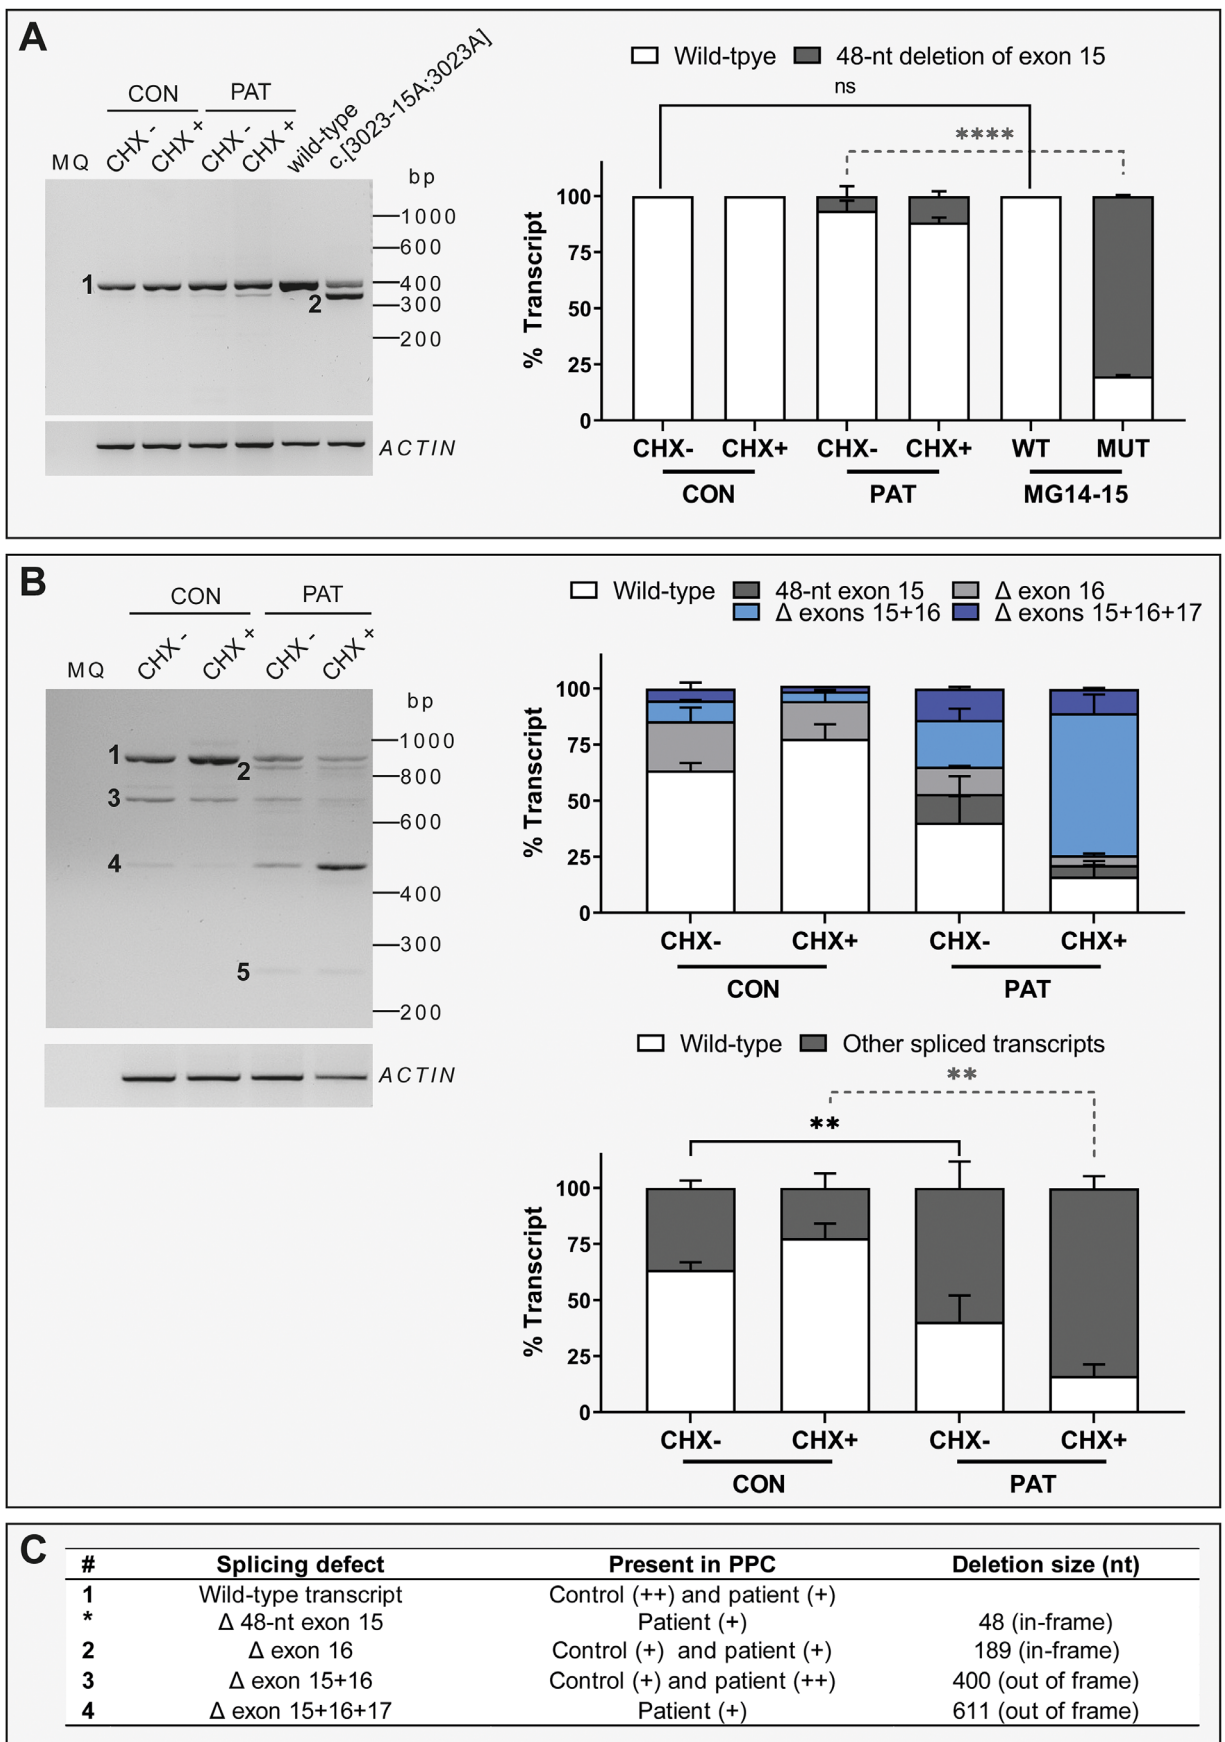 A
CON PAT
MQ CHX - CHX + CHX - CHX + wild-type c.[3023-15A;3023A]
bp
1000
600
1 400
2 300
200
ACTIN
Wild-tpye 48-nt deletion of exon 15
ns
****
% Transcript
100
75
50
25
0
CHX- CHX+ CHX- CHX+ WT MUT
CON PAT MG14-15
B
CON PAT
MQ CHX - CHX + CHX - CHX +
bp
1000
1
2 800
3
600
4
400
300
5
200
ACTIN
Wild-type 48-nt exon 15 Δ exon 16
Δ exons 15+16 Δ exons 15+16+17
% Transcript
100
75
50
25
0
CHX- CHX+ CHX- CHX+
CON PAT
Wild-type Other spliced transcripts
**
**
% Transcript
100
75
50
25
0
CHX- CHX+ CHX- CHX+
CON PAT
C
# Splicing defect Present in PPC Deletion size (nt)
1 Wild-type transcript Control (++) and patient (+)
* Δ 48-nt exon 15 Patient (+) 48 (in-frame)
2 Δ exon 16 Control (+) and patient (+) 189 (in-frame)
3 Δ exon 15+16 Control (+) and patient (++) 400 (out of frame)
4 Δ exon 15+16+17 Patient (+) 611 (out of frame)